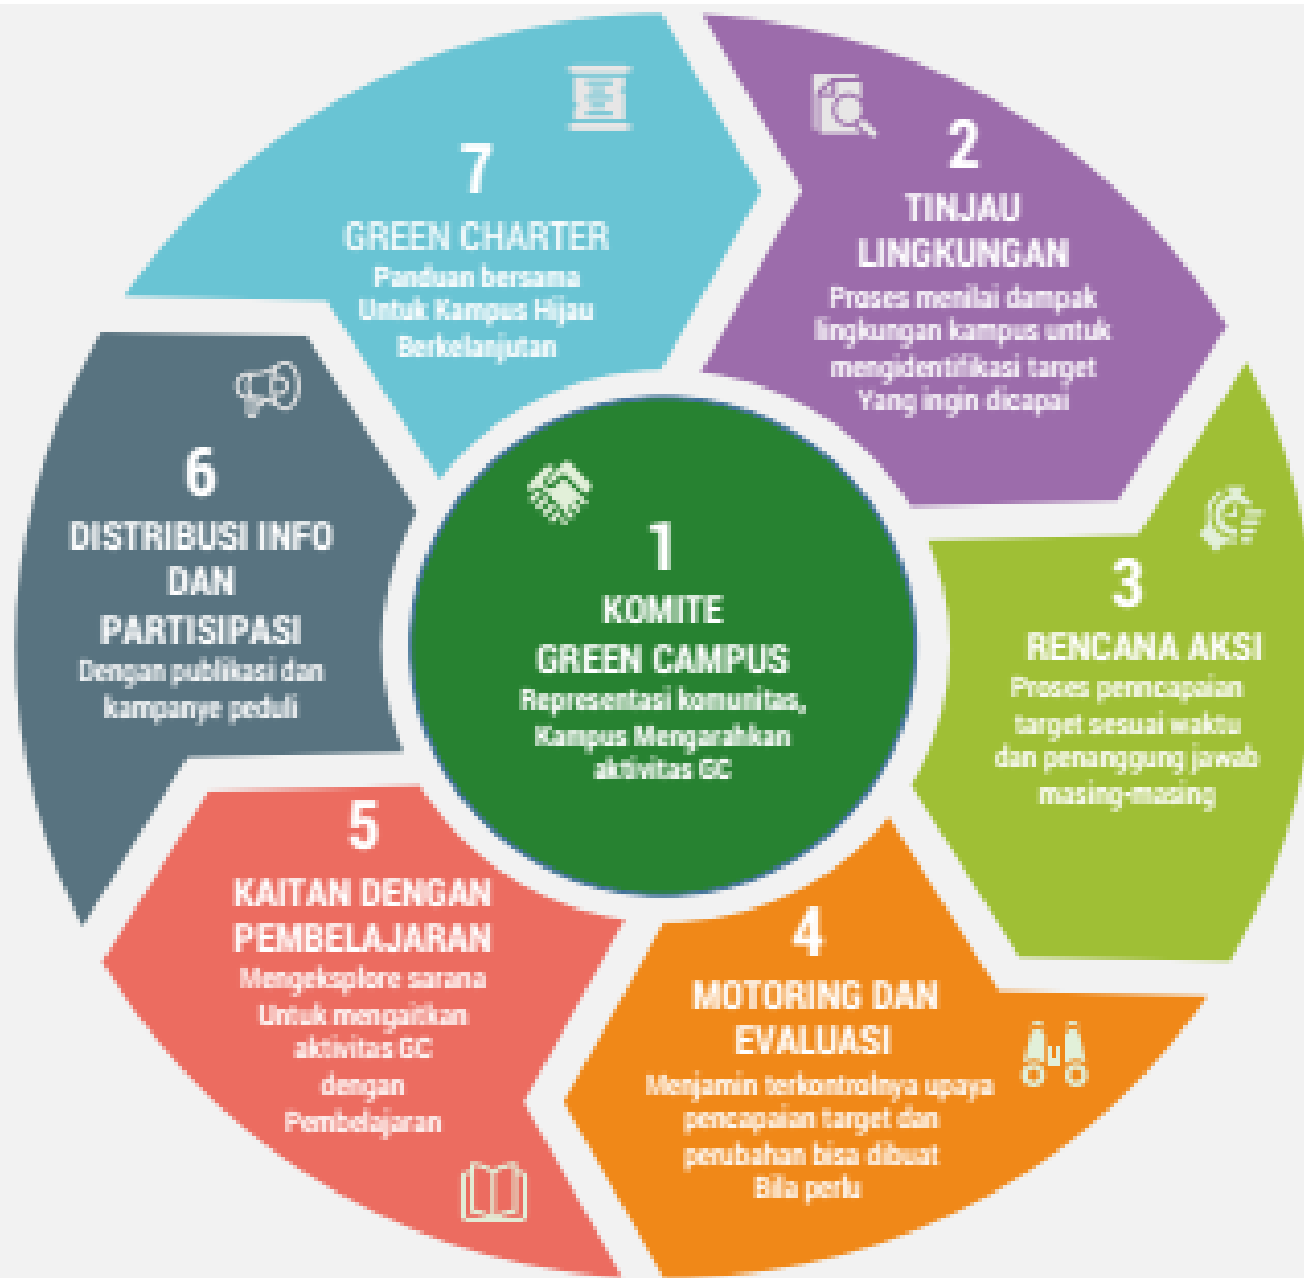 1
KOMITE
GREEN CAMPUS
Representasi komunitas,
Kampus Mengarahkan
aktivitas GC
2
TINJAU
LINGKUNGAN
Proses menilai dampak
lingkungan kampus untuk
mengidentifikasi target
Yang ingin dicapai
3
RENCANA AKSI
Proses penncapaian
target sesuai waktu
dan penanggung jawab
masing-masing
4
MOTORING DAN
EVALUASI
Menjamin terkontrolnya upaya
pencapaian target dan
perubahan bisa dibuat
Bila perlu
5
KAITAN DENGAN
PEMBELAJARAN
Mengeksplore sarana
Untuk mengaitkan
aktivitas GC
dengan
Pembelajaran
6
DISTRIBUSI INFO
DAN
PARTISIPASI
Dengan publikasi dan
kampanye peduli
7
GREEN CHARTER
Panduan bersama
Untuk Kampus Hijau
Berkelanjutan